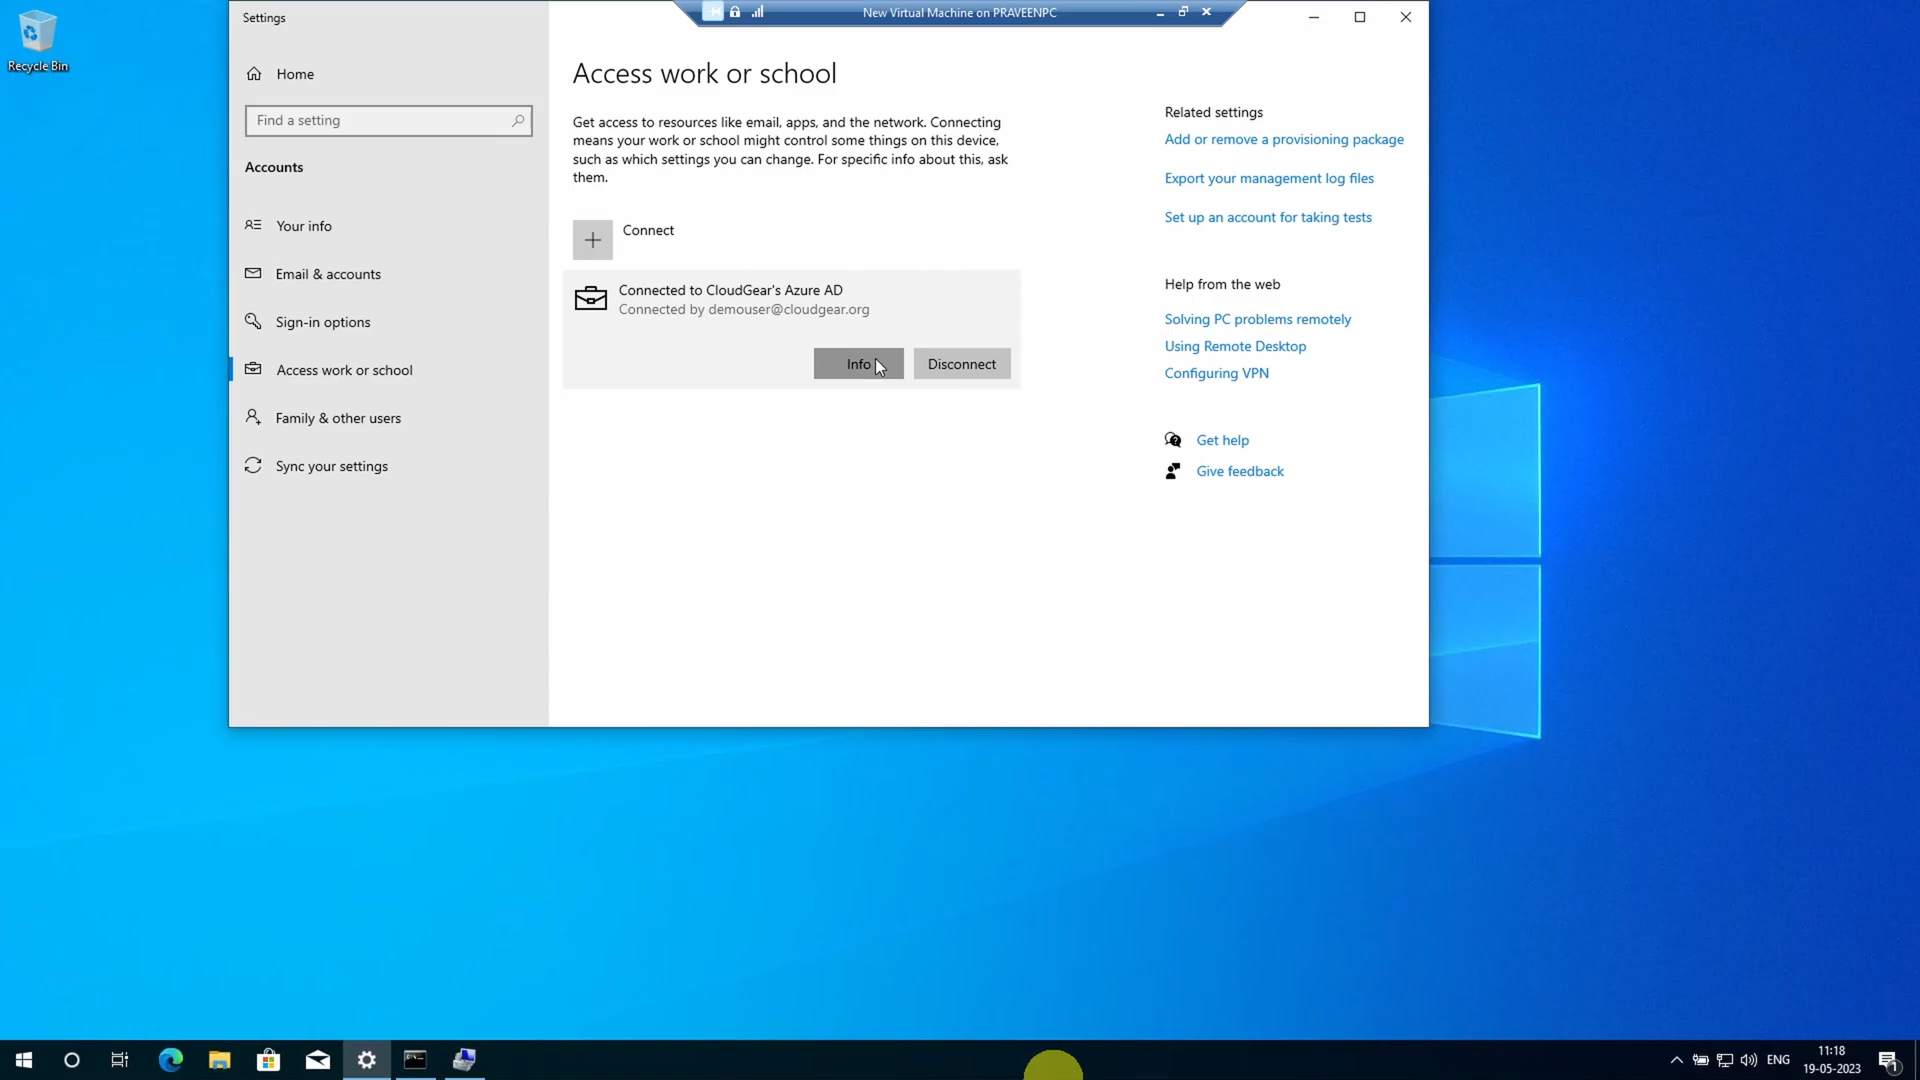 Recycle Bin
New Virtual Machine on PRAVEENPC
Settings
Home
Find a setting
Accounts
Your info
Email & accounts
Sign-in options
Access work or school
Family & other users
Sync your settings
Access work or school
Get access to resources like email, apps, and the network. Connecting
means your work or school might control some things on this device,
such as which settings you can change. For specific info about this, ask
them.
Connect
Connected to CloudGear's Azure AD
Connected by demouser@cloudgear.org
Info
Disconnect
Related settings
Add or remove a provisioning package
Export your management log files
Set up an account for taking tests
Help from the web
Solving PC problems remotely
Using Remote Desktop
Configuring VPN
Get help
Give feedback
ENG
11:18
19-05-2023
1